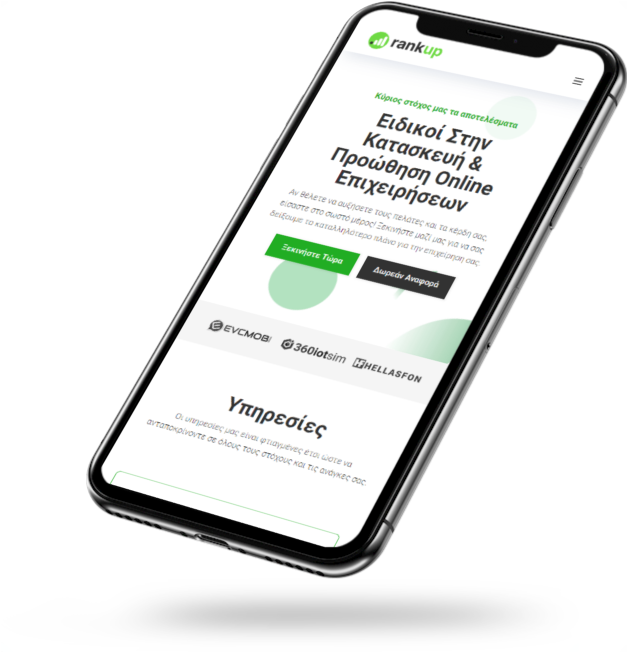 rankup
Κύριος στόχος μας τα αποτελέσματα
Ειδικοί Στην
Κατασκευή &
Προώθηση Online
Επιχειρήσεων
Αν θέλετε να αυξήσετε τους πελάτες και τα κέρδη σας,
είσαστε στο σωστό μέρος! Ξεκινήστε μαζί μας για να σας
δείξουμε το καταλληλότερο πλάνο για την επιχείρηση σας.
Ξεκινήστε Τώρα
Δωρεάν Αναφορά
EVCMOBI
360iotsim
HELLASFON
Υπηρεσίες
Οι υπηρεσίες μας είναι φτιαγμένες έτσι ώστε να
ανταποκρίνοντε σε όλους τους στόχους και τις ανάγκες σας.